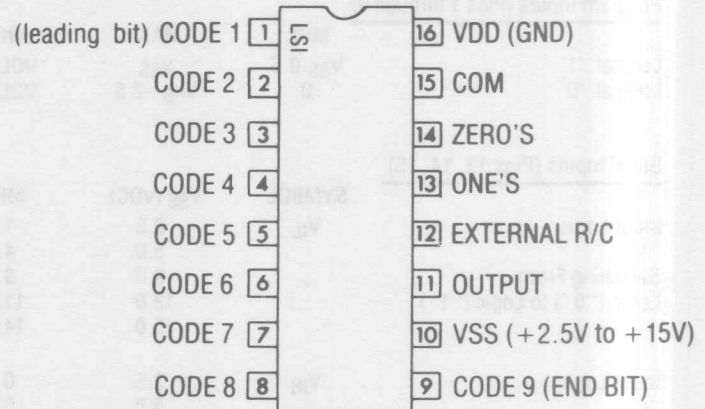 (leading bit) CODE 1 1 LSI 16 VDD (GND)
CODE 2 2 15 COM
CODE 3 3 14 ZERO'S
CODE 4 4 13 ONE'S
CODE 5 5 12 EXTERNAL R/C
CODE 6 6 11 OUTPUT
CODE 7 7 10 VSS (+2.5V to +15V)
CODE 8 8 9 CODE 9 (END BIT)